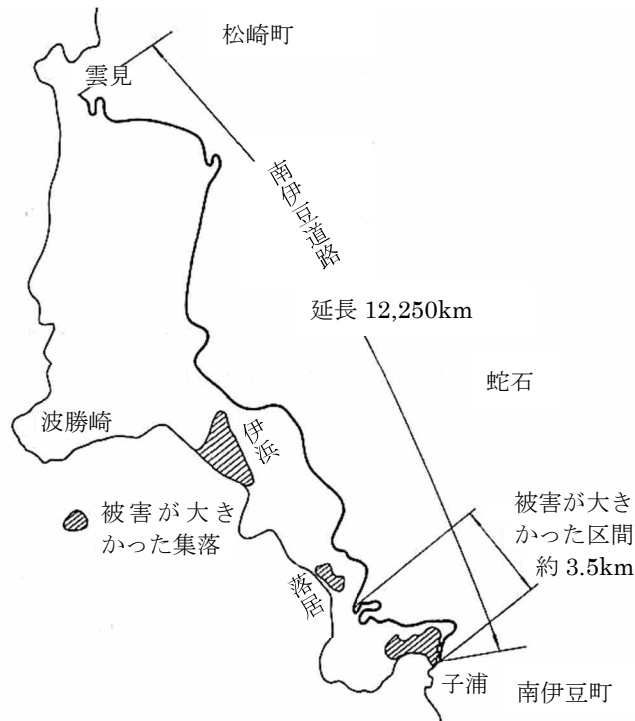 松崎町
雲見
南伊豆道路
延長 12,250km
蛇石
波勝崎
伊浜
被害が大き
かった区間
約 3.5km
被害が大き
かった集落
落居
子浦
南伊豆町